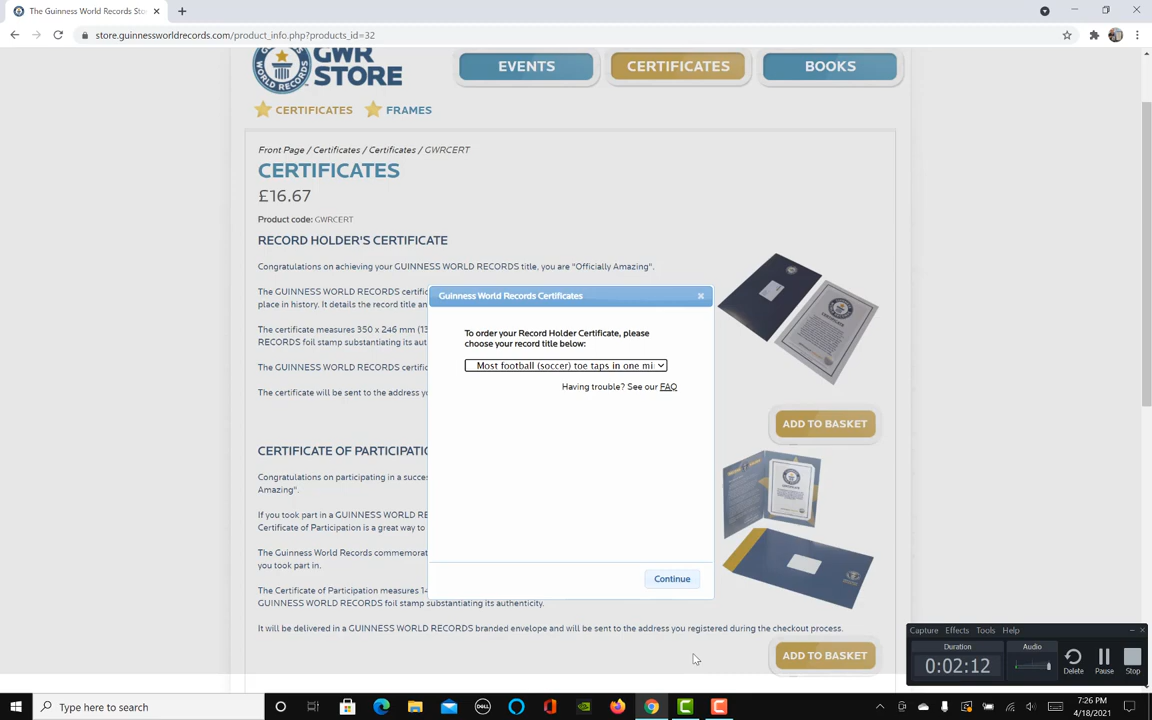 The Guinness World Records Sto
store.guinnessworldrecords.com/product_info.php?products_id=32
GWR
STORE
GUINNESS WORLD RECORDS
EVENTS
CERTIFICATES
BOOKS
CERTIFICATES
FRAMES
Front Page / Certificates / Certificates / GWRCERT
CERTIFICATES
£16.67
Product code: GWRCERT
RECORD HOLDER'S CERTIFICATE
Congratulations on achieving your GUINNESS WORLD RECORDS title, you are "Officially Amazing".
The GUINNESS WORLD RECORDS certifi
place in history. It details the record title an
The certificate measures 350 x 246 mm (13
RECORDS foil stamp substantiating its aut
The GUINNESS WORLD RECORDS certific
The certificate will be sent to the address yo
ADD TO BASKET
Guinness World Records Certificates
To order your Record Holder Certificate, please
choose your record title below:
Most football (soccer) toe taps in one mi
Having trouble? See our FAQ
Continue
CERTIFICATE OF PARTICIPATIO
Congratulations on participating in a succes
Amazing".
If you took part in a GUINNESS WORLD RE
Certificate of Participation is a great way to
The Guinness World Records commemorat
you took part in.
The Certificate of Participation measures 14
GUINNESS WORLD RECORDS foil stamp substantiating its authenticity.
It will be delivered in a GUINNESS WORLD RECORDS branded envelope and will be sent to the address you registered during the checkout process.
ADD TO BASKET
Capture Effects Tools Help
Duration
0:02:12
Audio
Delete
Pause
Stop
Type here to search
DELL
7:26 PM
4/18/2021